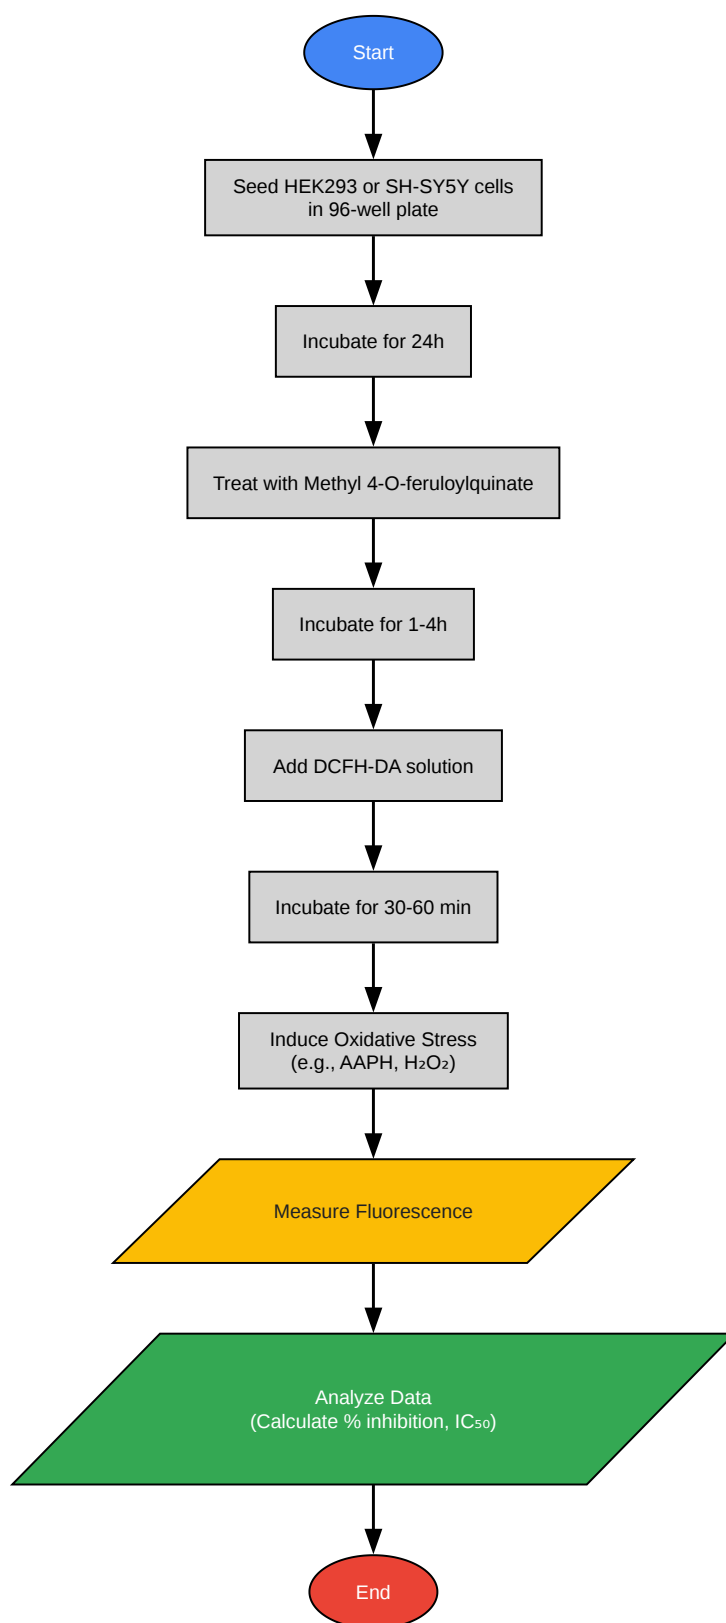 Start
Seed HEK293 or SH-SY5Y cells
in 96-well plate
Incubate for 24h
Treat with Methyl 4-O-feruloylquinate
Incubate for 1-4h
Add DCFH-DA solution
Incubate for 30-60 min
Induce Oxidative Stress
(e.g., AAPH, H₂O₂)
Measure Fluorescence
Analyze Data
(Calculate % inhibition, IC₅₀)
End